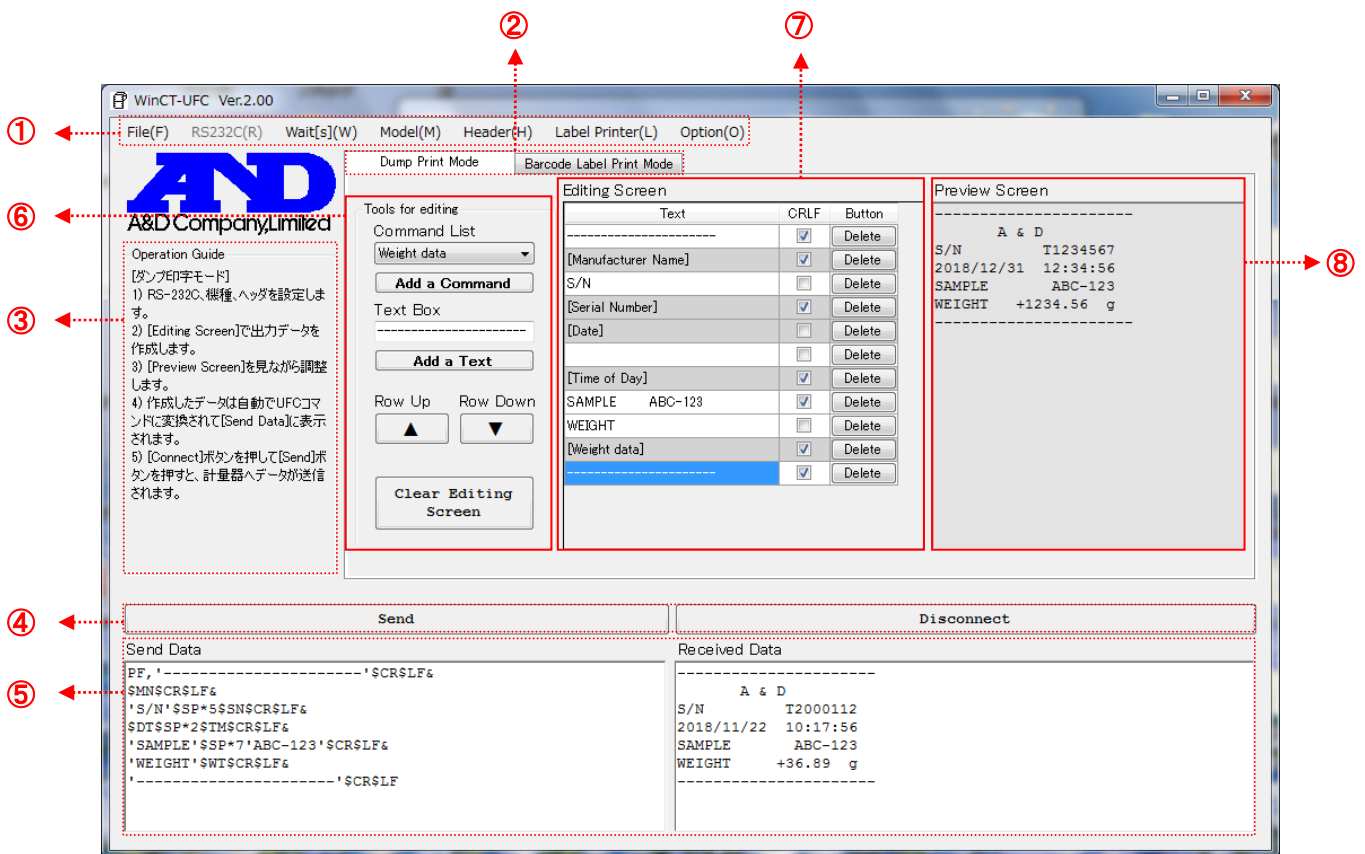 ② ⑦
WinCT-UFC Ver.2.00
① File(F) RS232C(R) Wait[s](W) Model(M) Header(H) Label Printer(L) Option(O)
AND
A&D Company,Limited
Dump Print Mode Barcode Label Print Mode
③
Operation Guide
[ダンプ印字モード]
1) RS-232C、機種、ヘッダを設定しま
す。
2) [Editing Screen]で出力データを
作成します。
3) [Preview Screen]を見ながら調整
します。
4) 作成したデータは自動でUFCコマ
ンドに変換されて[Send Data]に表示
されます。
5) [Connect]ボタンを押して[Send]ボ
タンを押すと、計量器へデータが送信
されます。
⑥
Tools for editing
Command List
Weight data
Add a Command
Text Box
----------------------
Add a Text
Row Up Row Down
▲ ▼
Clear Editing
Screen
Editing Screen
Text CRLF Button
---------------------- Delete
[Manufacturer Name] Delete
S/N Delete
[Serial Number] Delete
[Date] Delete
Delete
[Time of Day] Delete
SAMPLE ABC-123 Delete
WEIGHT Delete
[Weight data] Delete
---------------------- Delete
⑧
Preview Screen
----------------------
A & D
S/N T1234567
2018/12/31 12:34:56
SAMPLE ABC-123
WEIGHT +1234.56 g
----------------------
④ Send Disconnect
⑤
Send Data
PF,'----------------------'$CR$LF&
$MN$CR$LF&
'S/N'$SP*5$SN$CR$LF&
$DT$SP*2$TM$CR$LF&
'SAMPLE'$SP*7'ABC-123'$CR$LF&
'WEIGHT'$WT$CR$LF&
'----------------------'$CR$LF
Received Data
----------------------
A & D
S/N T2000112
2018/11/22 10:17:56
SAMPLE ABC-123
WEIGHT +36.89 g
----------------------